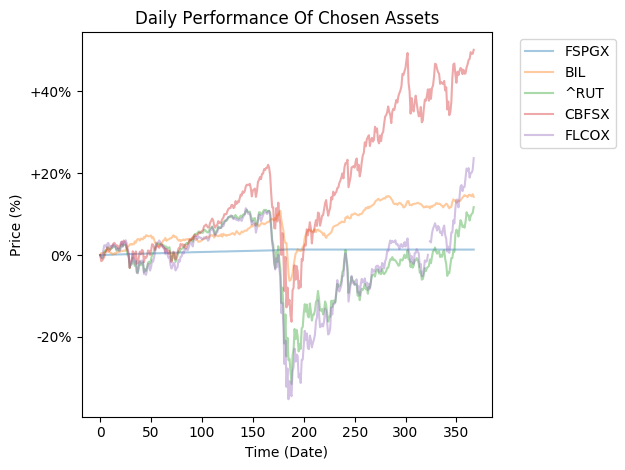 Daily Performance Of Chosen Assets
FSPGX
BIL
^RUT
CBFSX
FLCOX
+40%
+20%
0%
-20%
Price (%)
0 50 100 150 200 250 300 350
Time (Date)